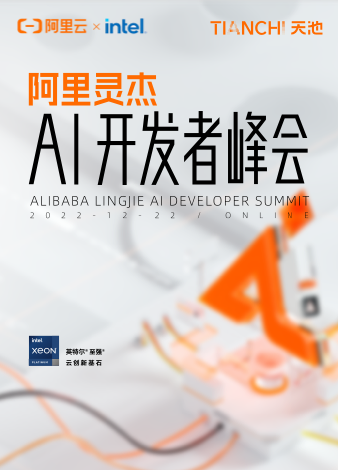 阿里云 × intel.
TIANCHI 天池
阿里灵杰
AI 开发者峰会
ALIBABA LINGJIE AI DEVELOPER SUMMIT
2022-12-22 / ONLINE
intel
XEON
PLATINUM
英特尔® 至强®
云创新基石